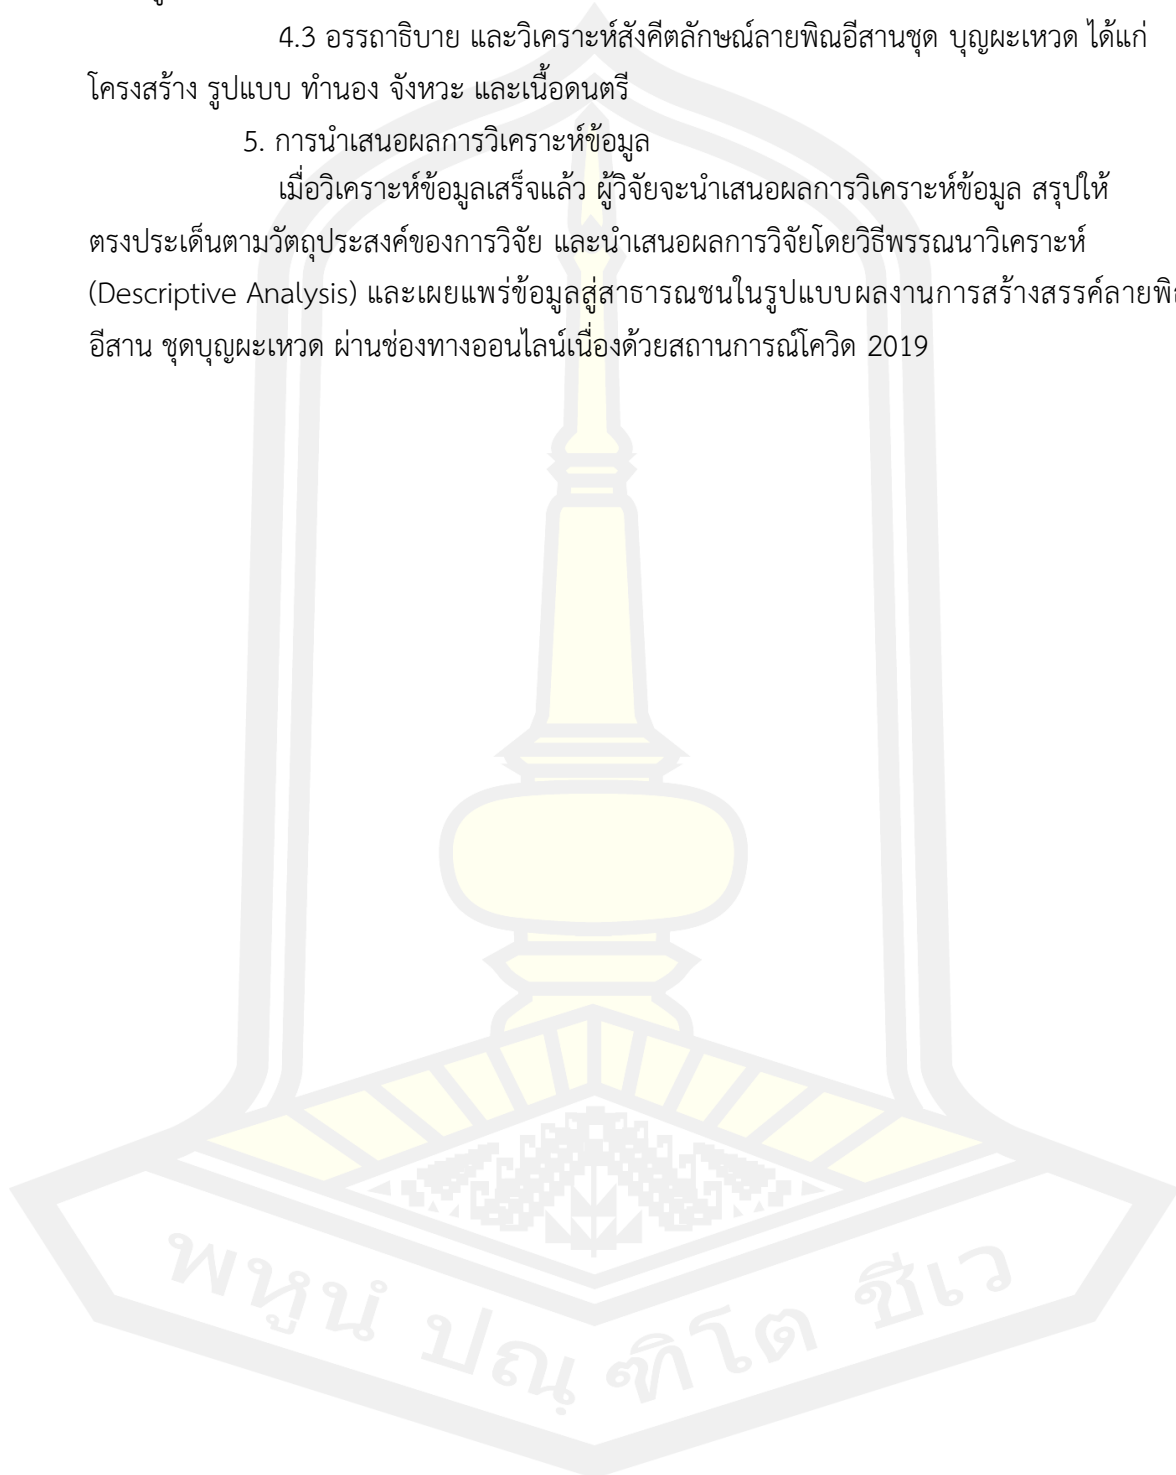 4.3 อรรถาธิบาย และวิเคราะห์สังคีตลักษณ์ลายพิณอีสานชุด บุญผะเหวด ได้แก่
โครงสร้าง รูปแบบ ทำนอง จังหวะ และเนื้อดนตรี
5. การนำเสนอผลการวิเคราะห์ข้อมูล
เมื่อวิเคราะห์ข้อมูลเสร็จแล้ว ผู้วิจัยจะนำเสนอผลการวิเคราะห์ข้อมูล สรุปให้
ตรงประเด็นตามวัตถุประสงค์ของการวิจัย และนำเสนอผลการวิจัยโดยวิธีพรรณนาวิเคราะห์
(Descriptive Analysis) และเผยแพร่ข้อมูลสู่สาธารณชนในรูปแบบผลงานการสร้างสรรค์ลาย
อีสาน ชุดบุญผะเหวด ผ่านช่องทางออนไลน์เนื่องด้วยสถานการณ์โควิด 2019
พหูนํ ปณฺฑิโต ชีเว